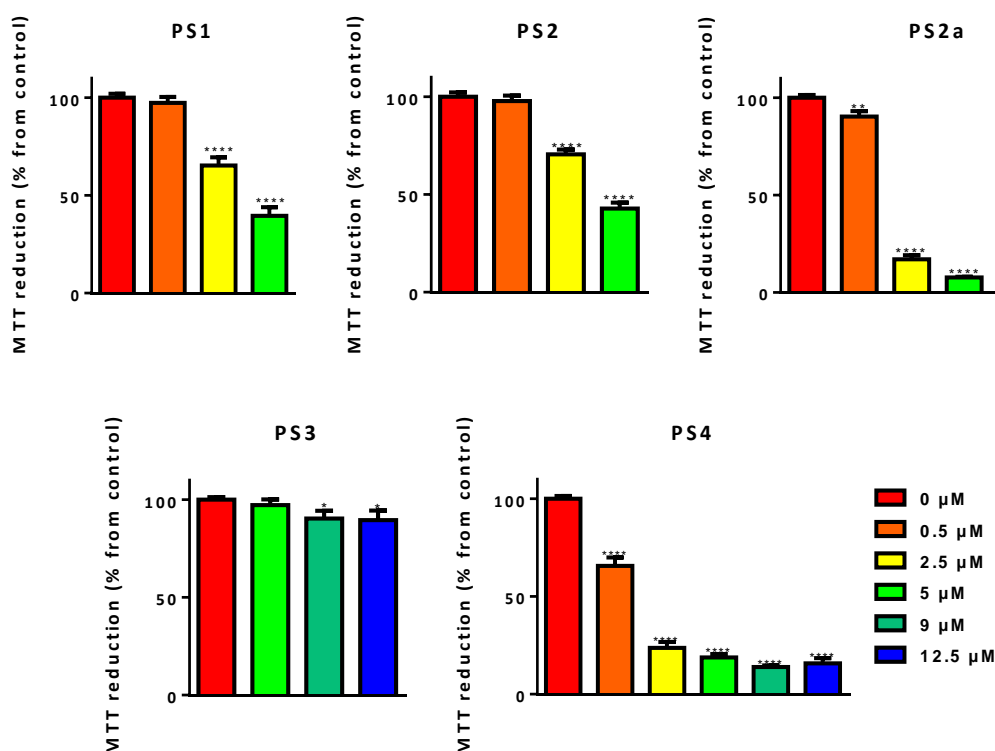 PS1
MTT reduction (% from control)
100
50
0
****
****
PS2
MTT reduction (% from control)
100
50
0
****
****
PS2a
MTT reduction (% from control)
100
50
0
**
****
****
PS3
MTT reduction (% from control)
100
50
0
*
*
PS4
MTT reduction (% from control)
100
50
0
****
****
****
****
****
0 µM
0.5 µM
2.5 µM
5 µM
9 µM
12.5 µM